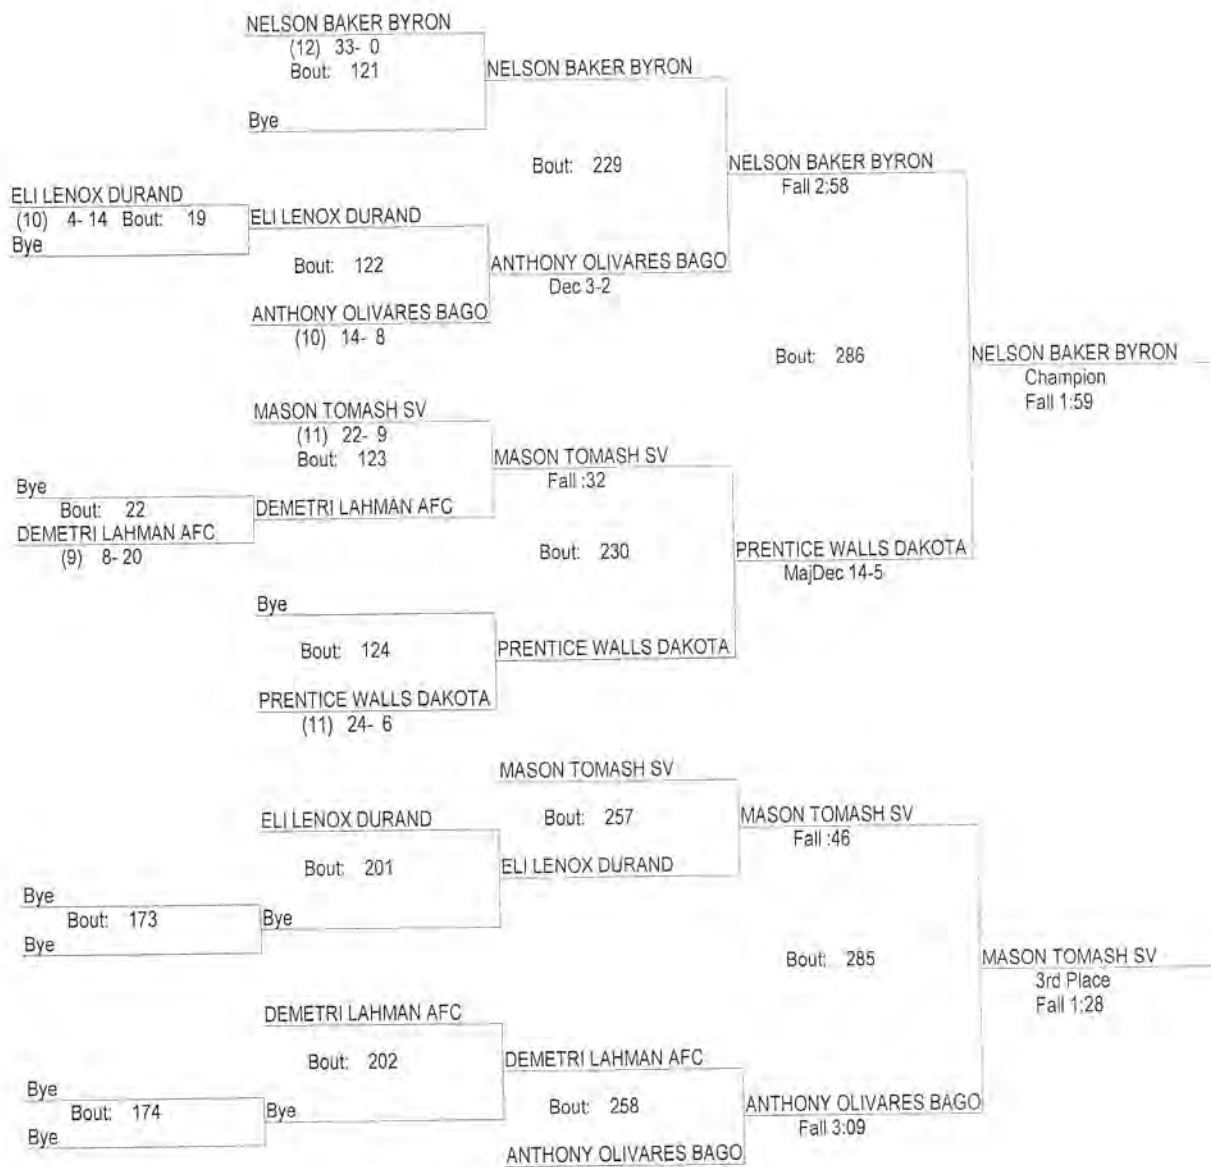 NELSON BAKER BYRON
(12) 33- 0
Bout: 121
NELSON BAKER BYRON
Bye
Bout: 229
NELSON BAKER BYRON
Fall 2:58
ELI LENOX DURAND
(10) 4- 14 Bout: 19
Bye
ELI LENOX DURAND
Bout: 122
ANTHONY OLIVARES BAGO
Dec 3-2
ANTHONY OLIVARES BAGO
(10) 14- 8
Bout: 286
NELSON BAKER BYRON
Champion
Fall 1:59
MASON TOMASH SV
(11) 22- 9
Bout: 123
MASON TOMASH SV
Fall :32
Bye
Bout: 22
DEMETRI LAHMAN AFC
(9) 8- 20
DEMETRI LAHMAN AFC
Bout: 230
PRENTICE WALLS DAKOTA
MajDec 14-5
Bye
Bout: 124
PRENTICE WALLS DAKOTA
PRENTICE WALLS DAKOTA
(11) 24- 6
MASON TOMASH SV
Bout: 257
MASON TOMASH SV
Fall :46
ELI LENOX DURAND
Bout: 201
ELI LENOX DURAND
Bye
Bout: 173
Bye
Bye
Bout: 285
MASON TOMASH SV
3rd Place
Fall 1:28
DEMETRI LAHMAN AFC
Bout: 202
DEMETRI LAHMAN AFC
Bye
Bout: 174
Bye
Bye
Bout: 258
ANTHONY OLIVARES BAGO
Fall 3:09
ANTHONY OLIVARES BAGO